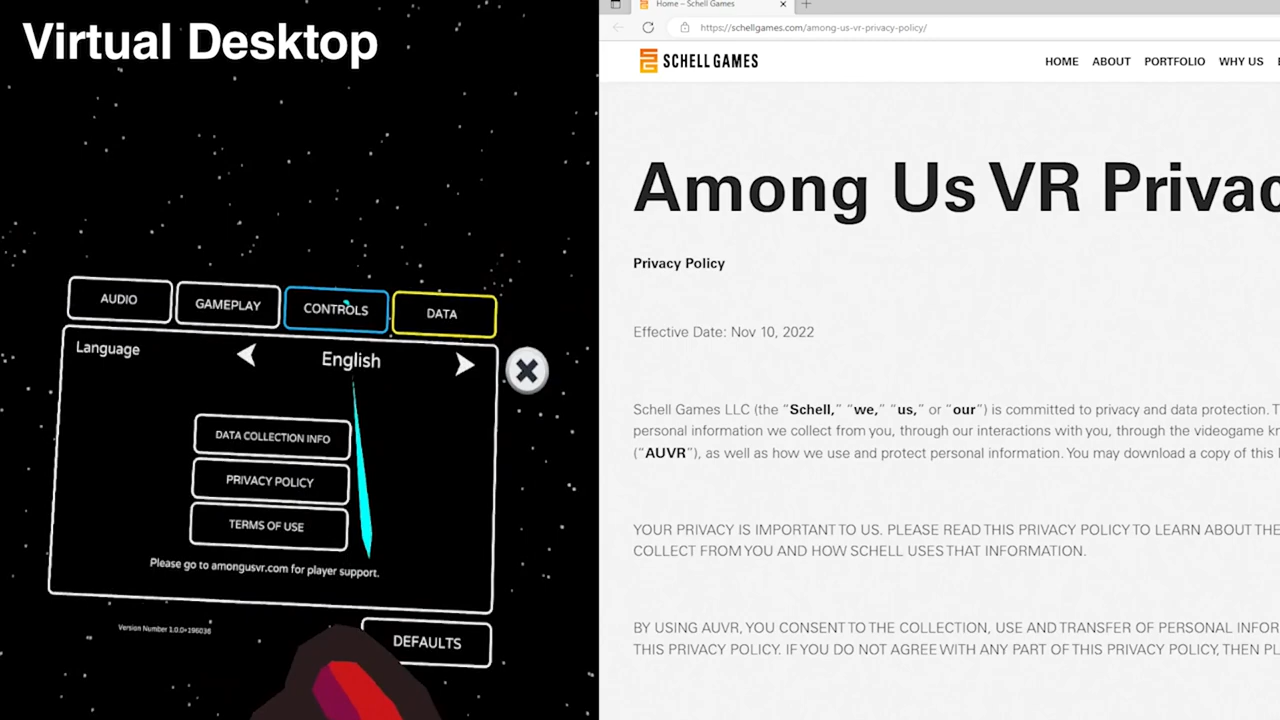 Virtual Desktop
AUDIO
GAMEPLAY
CONTROLS
DATA
Language
English
DATA COLLECTION INFO
PRIVACY POLICY
TERMS OF USE
Please go to amongusvr.com for player support.
Version Number 1.0.0+196036
DEFAULTS
Home – Schell Games
https://schellgames.com/among-us-vr-privacy-policy/
SCHELL GAMES
HOME
ABOUT
PORTFOLIO
WHY US
Among Us VR Privac
Privacy Policy
Effective Date: Nov 10, 2022
Schell Games LLC (the “Schell,” “we,” “us,” or “our”) is committed to privacy and data protection. T
personal information we collect from you, through our interactions with you, through the videogame kn
(“AUVR”), as well as how we use and protect personal information. You may download a copy of this
YOUR PRIVACY IS IMPORTANT TO US. PLEASE READ THIS PRIVACY POLICY TO LEARN ABOUT THE
COLLECT FROM YOU AND HOW SCHELL USES THAT INFORMATION.
BY USING AUVR, YOU CONSENT TO THE COLLECTION, USE AND TRANSFER OF PERSONAL INFOR
THIS PRIVACY POLICY. IF YOU DO NOT AGREE WITH ANY PART OF THIS PRIVACY POLICY, THEN PL